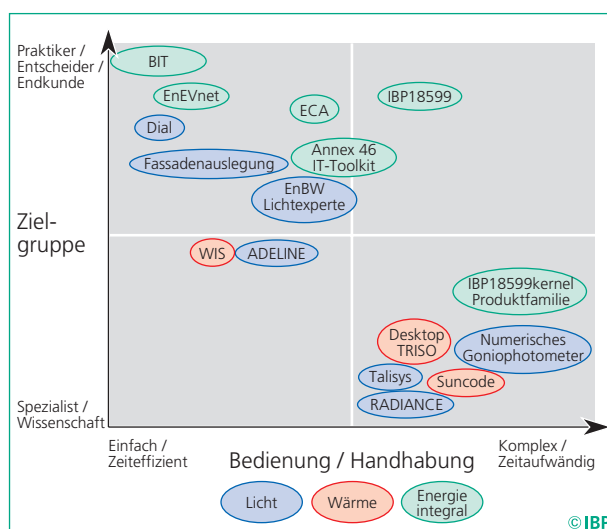 Praktiker /
Entscheider /
Endkunde
BIT
EnEVnet
IBP18599
ECA
Dial
Annex 46
IT-Toolkit
Fassadenauslegung
EnBW
Lichtexperte
Ziel-
gruppe
WIS
ADELINE
IBP18599kernel
Produktfamilie
Desktop
TRISO
Numerisches
Goniophotometer
Talisys
Suncode
RADIANCE
Spezialist /
Wissenschaft
Einfach /
Zeiteffizient
Bedienung / Handhabung
Komplex /
Zeitaufwändig
Licht
Wärme
Energie
integral
© IBP